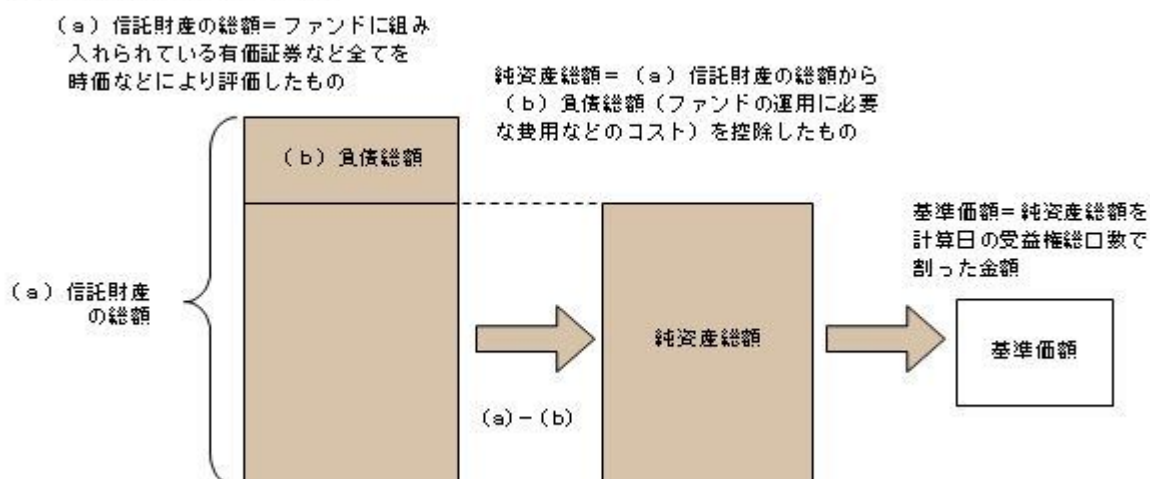 （a）信託財産の総額＝ファンドに組み
入れられている有価証券など全てを
時価などにより評価したもの
純資産総額＝（a）信託財産の総額から
（b）負債総額（ファンドの運用に必要
な費用などのコスト）を控除したもの
（b）負債総額
基準価額＝純資産総額を
計算日の受益権総口数で
割った金額
（a）信託財産
の総額
純資産総額
基準価額
(a)－(b)